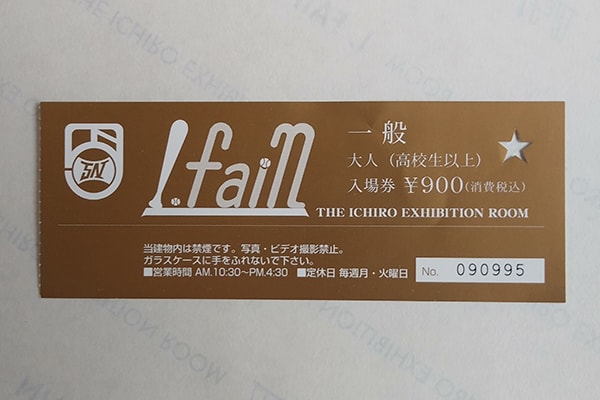 I.fain
一般
大人（高校生以上）
入場券 ￥900（消費税込）
THE ICHIRO EXHIBITION ROOM
当建物内は禁煙です。写真・ビデオ撮影禁止。
ガラスケースに手をふれないで下さい。
■営業時間 AM.10:30～PM.4:30 ■定休日 毎週月・火曜日
No. 090995